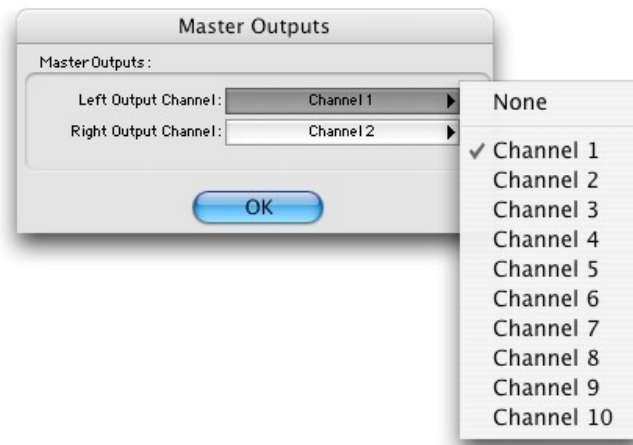 Master Outputs
Master Outputs:
Left Output Channel: Channel 1
Right Output Channel: Channel 2
OK
None
✓ Channel 1
Channel 2
Channel 3
Channel 4
Channel 5
Channel 6
Channel 7
Channel 8
Channel 9
Channel 10